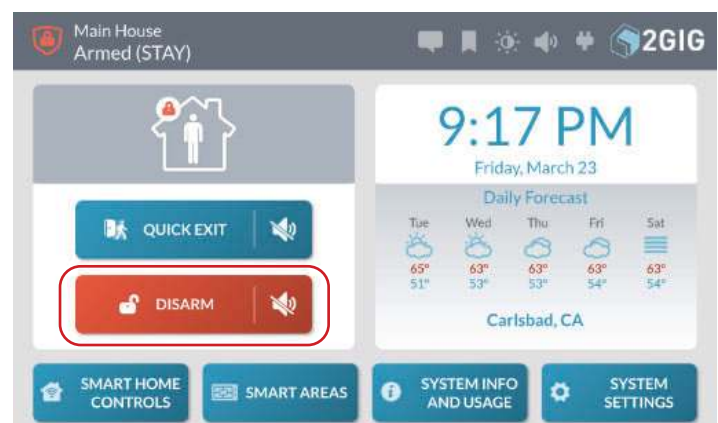 Main House
Armed (STAY)
2GIG
9:17 PM
Friday, March 23
Daily Forecast
Tue Wed Thu Fri Sat
65° 63° 63° 63° 63°
51° 53° 53° 54° 54°
Carlsbad, CA
QUICK EXIT
DISARM
SMART HOME
CONTROLS
SMART AREAS
SYSTEM INFO
AND USAGE
SYSTEM
SETTINGS